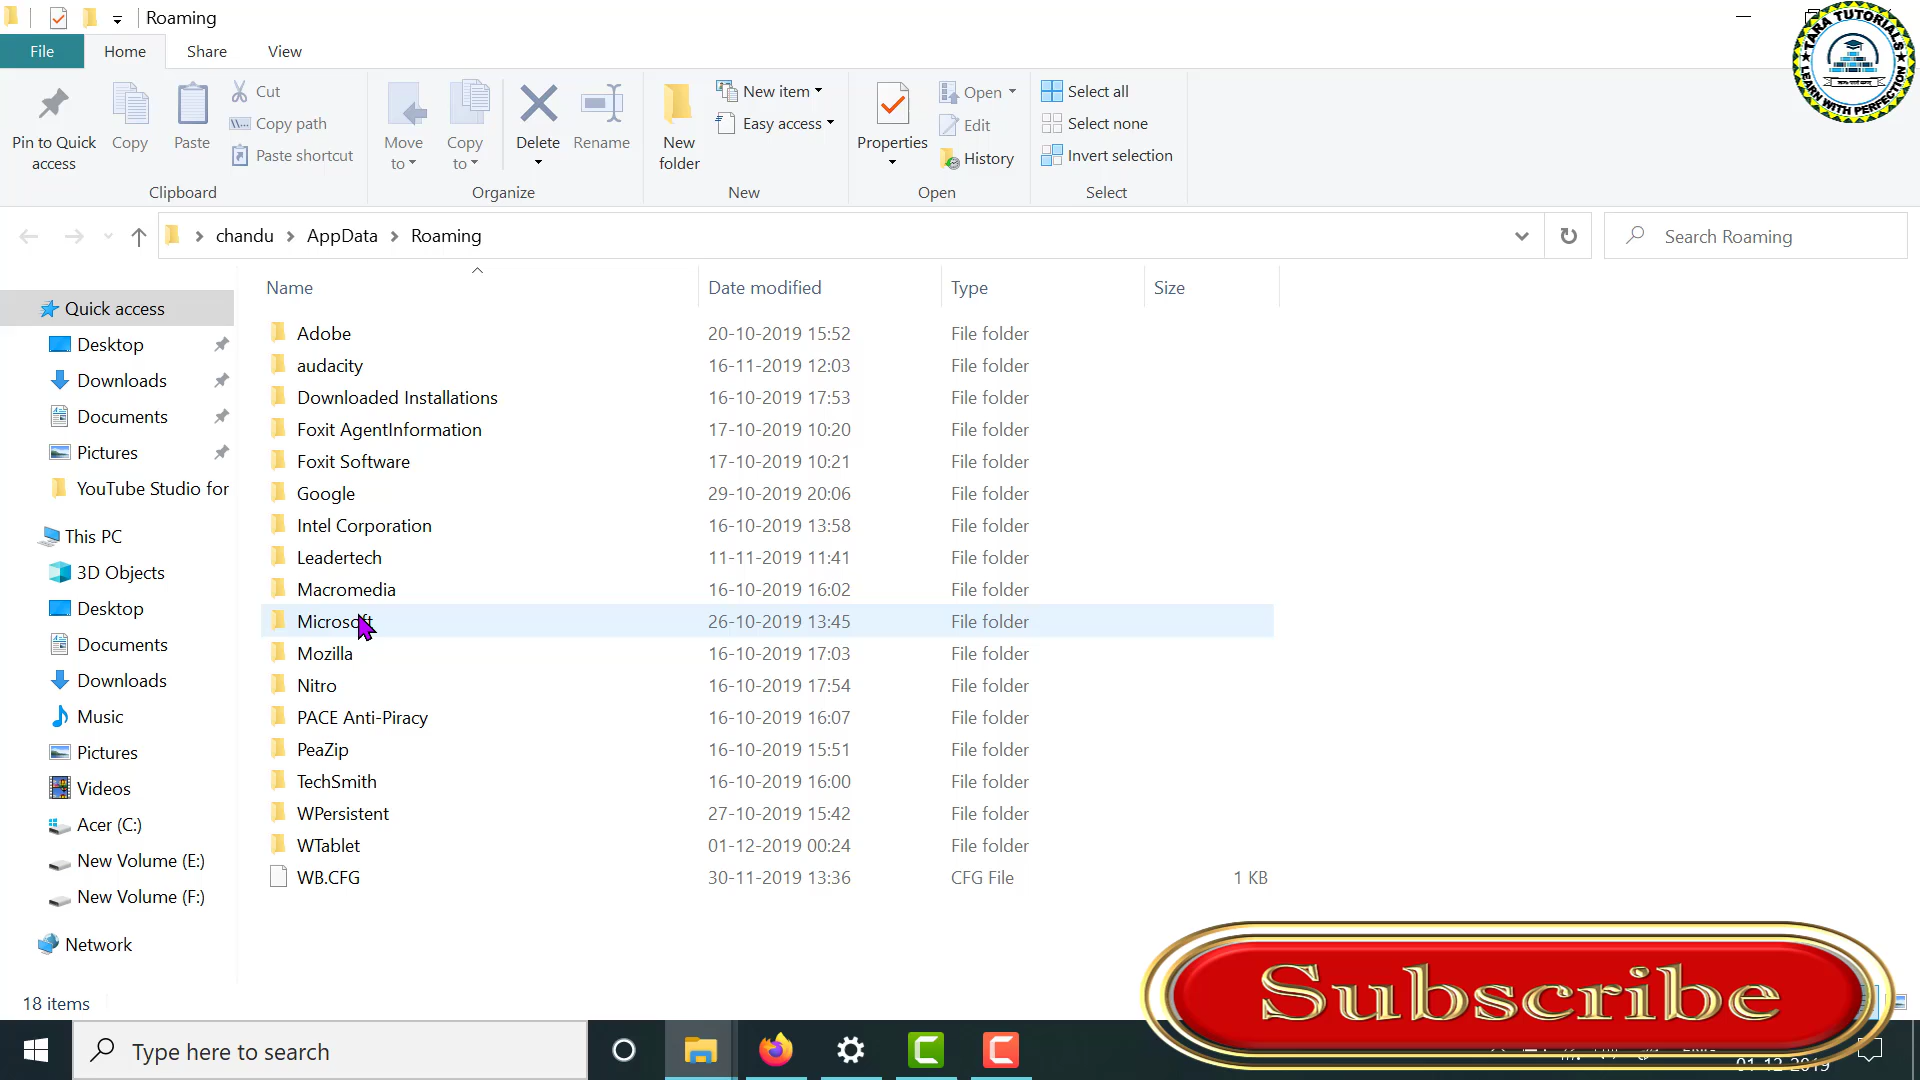 Roaming
File Home Share View
Pin to Quick access
Copy
Paste
Cut
Copy path
Paste shortcut
Clipboard
Move to
Copy to
Delete
Rename
Organize
New folder
New item
Easy access
New
Properties
Open
Edit
History
Open
Select all
Select none
Invert selection
Select
TARA TUTORIALS
LEARN WITH PERFECTION
chandu AppData Roaming
Search Roaming
Name Date modified Type Size
Quick access
Desktop
Downloads
Documents
Pictures
YouTube Studio for
This PC
3D Objects
Desktop
Documents
Downloads
Music
Pictures
Videos
Acer (C:)
New Volume (E:)
New Volume (F:)
Network
Adobe 20-10-2019 15:52 File folder
audacity 16-11-2019 12:03 File folder
Downloaded Installations 16-10-2019 17:53 File folder
Foxit AgentInformation 17-10-2019 10:20 File folder
Foxit Software 17-10-2019 10:21 File folder
Google 29-10-2019 20:06 File folder
Intel Corporation 16-10-2019 13:58 File folder
Leadertech 11-11-2019 11:41 File folder
Macromedia 16-10-2019 16:02 File folder
Microsoft 26-10-2019 13:45 File folder
Mozilla 16-10-2019 17:03 File folder
Nitro 16-10-2019 17:54 File folder
PACE Anti-Piracy 16-10-2019 16:07 File folder
PeaZip 16-10-2019 15:51 File folder
TechSmith 16-10-2019 16:00 File folder
WPersistent 27-10-2019 15:42 File folder
WTablet 01-12-2019 00:24 File folder
WB.CFG 30-11-2019 13:36 CFG File 1 KB
18 items
Subscribe
Type here to search
01-12-2019